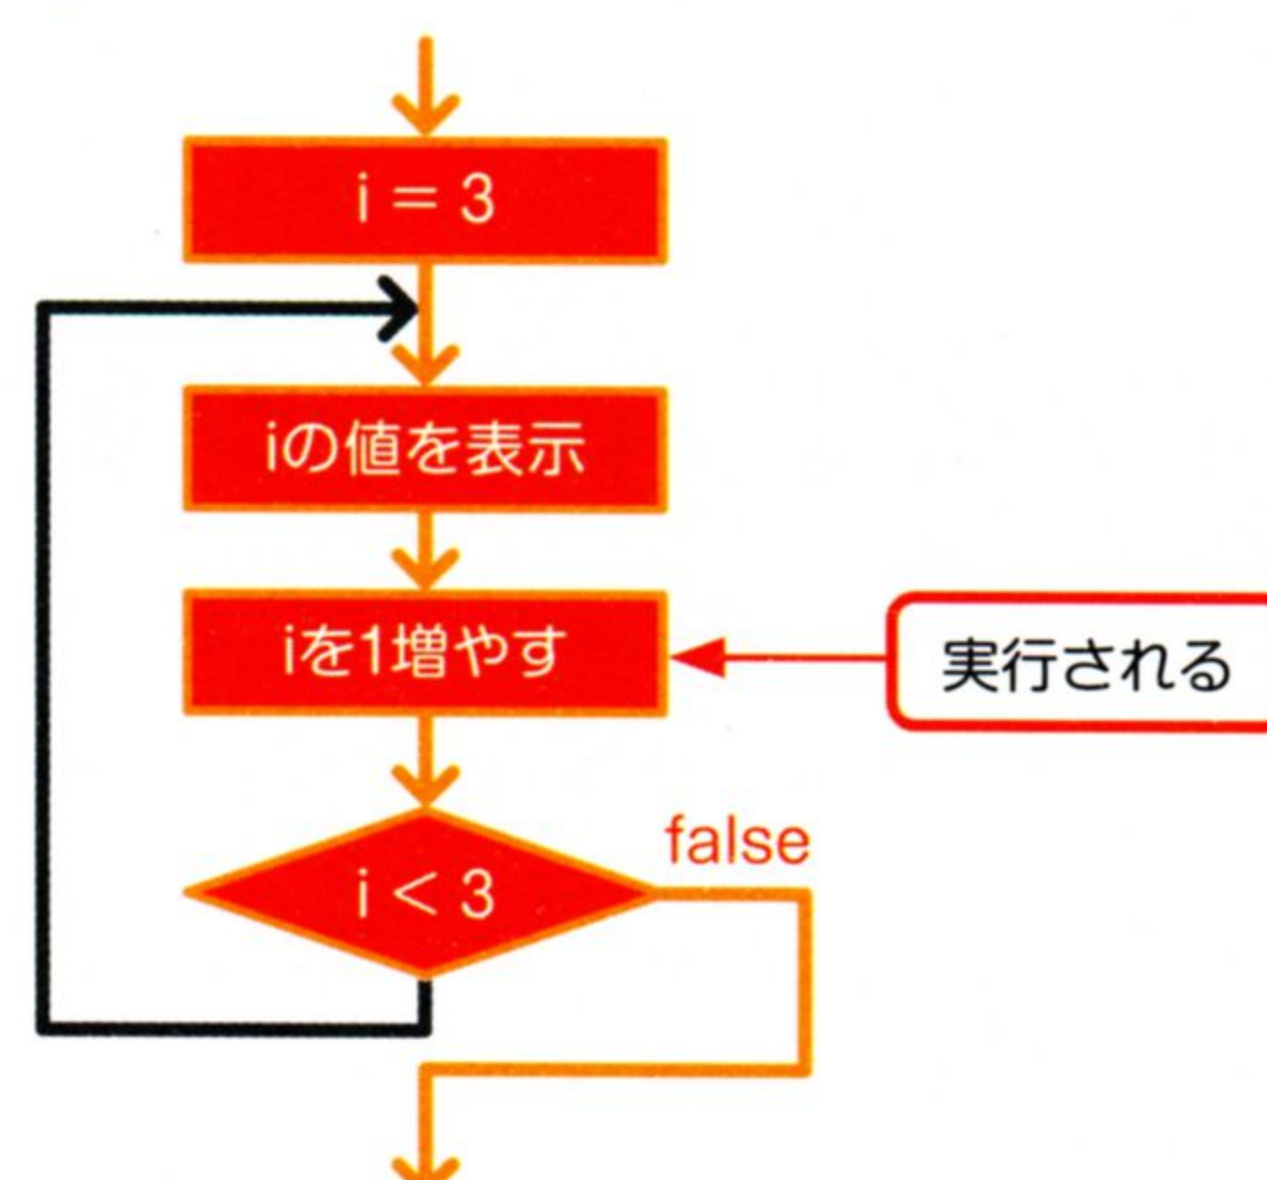 i = 3
iの値を表示
iを1増やす
実行される
false
i < 3